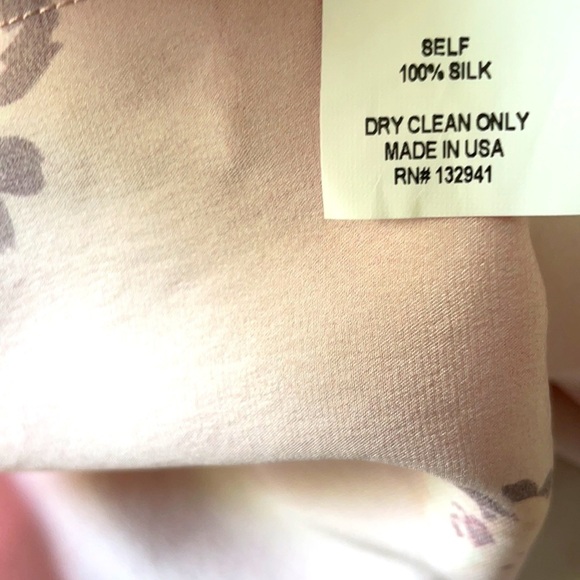 SELF
100% SILK
DRY CLEAN ONLY
MADE IN USA
RN# 132941